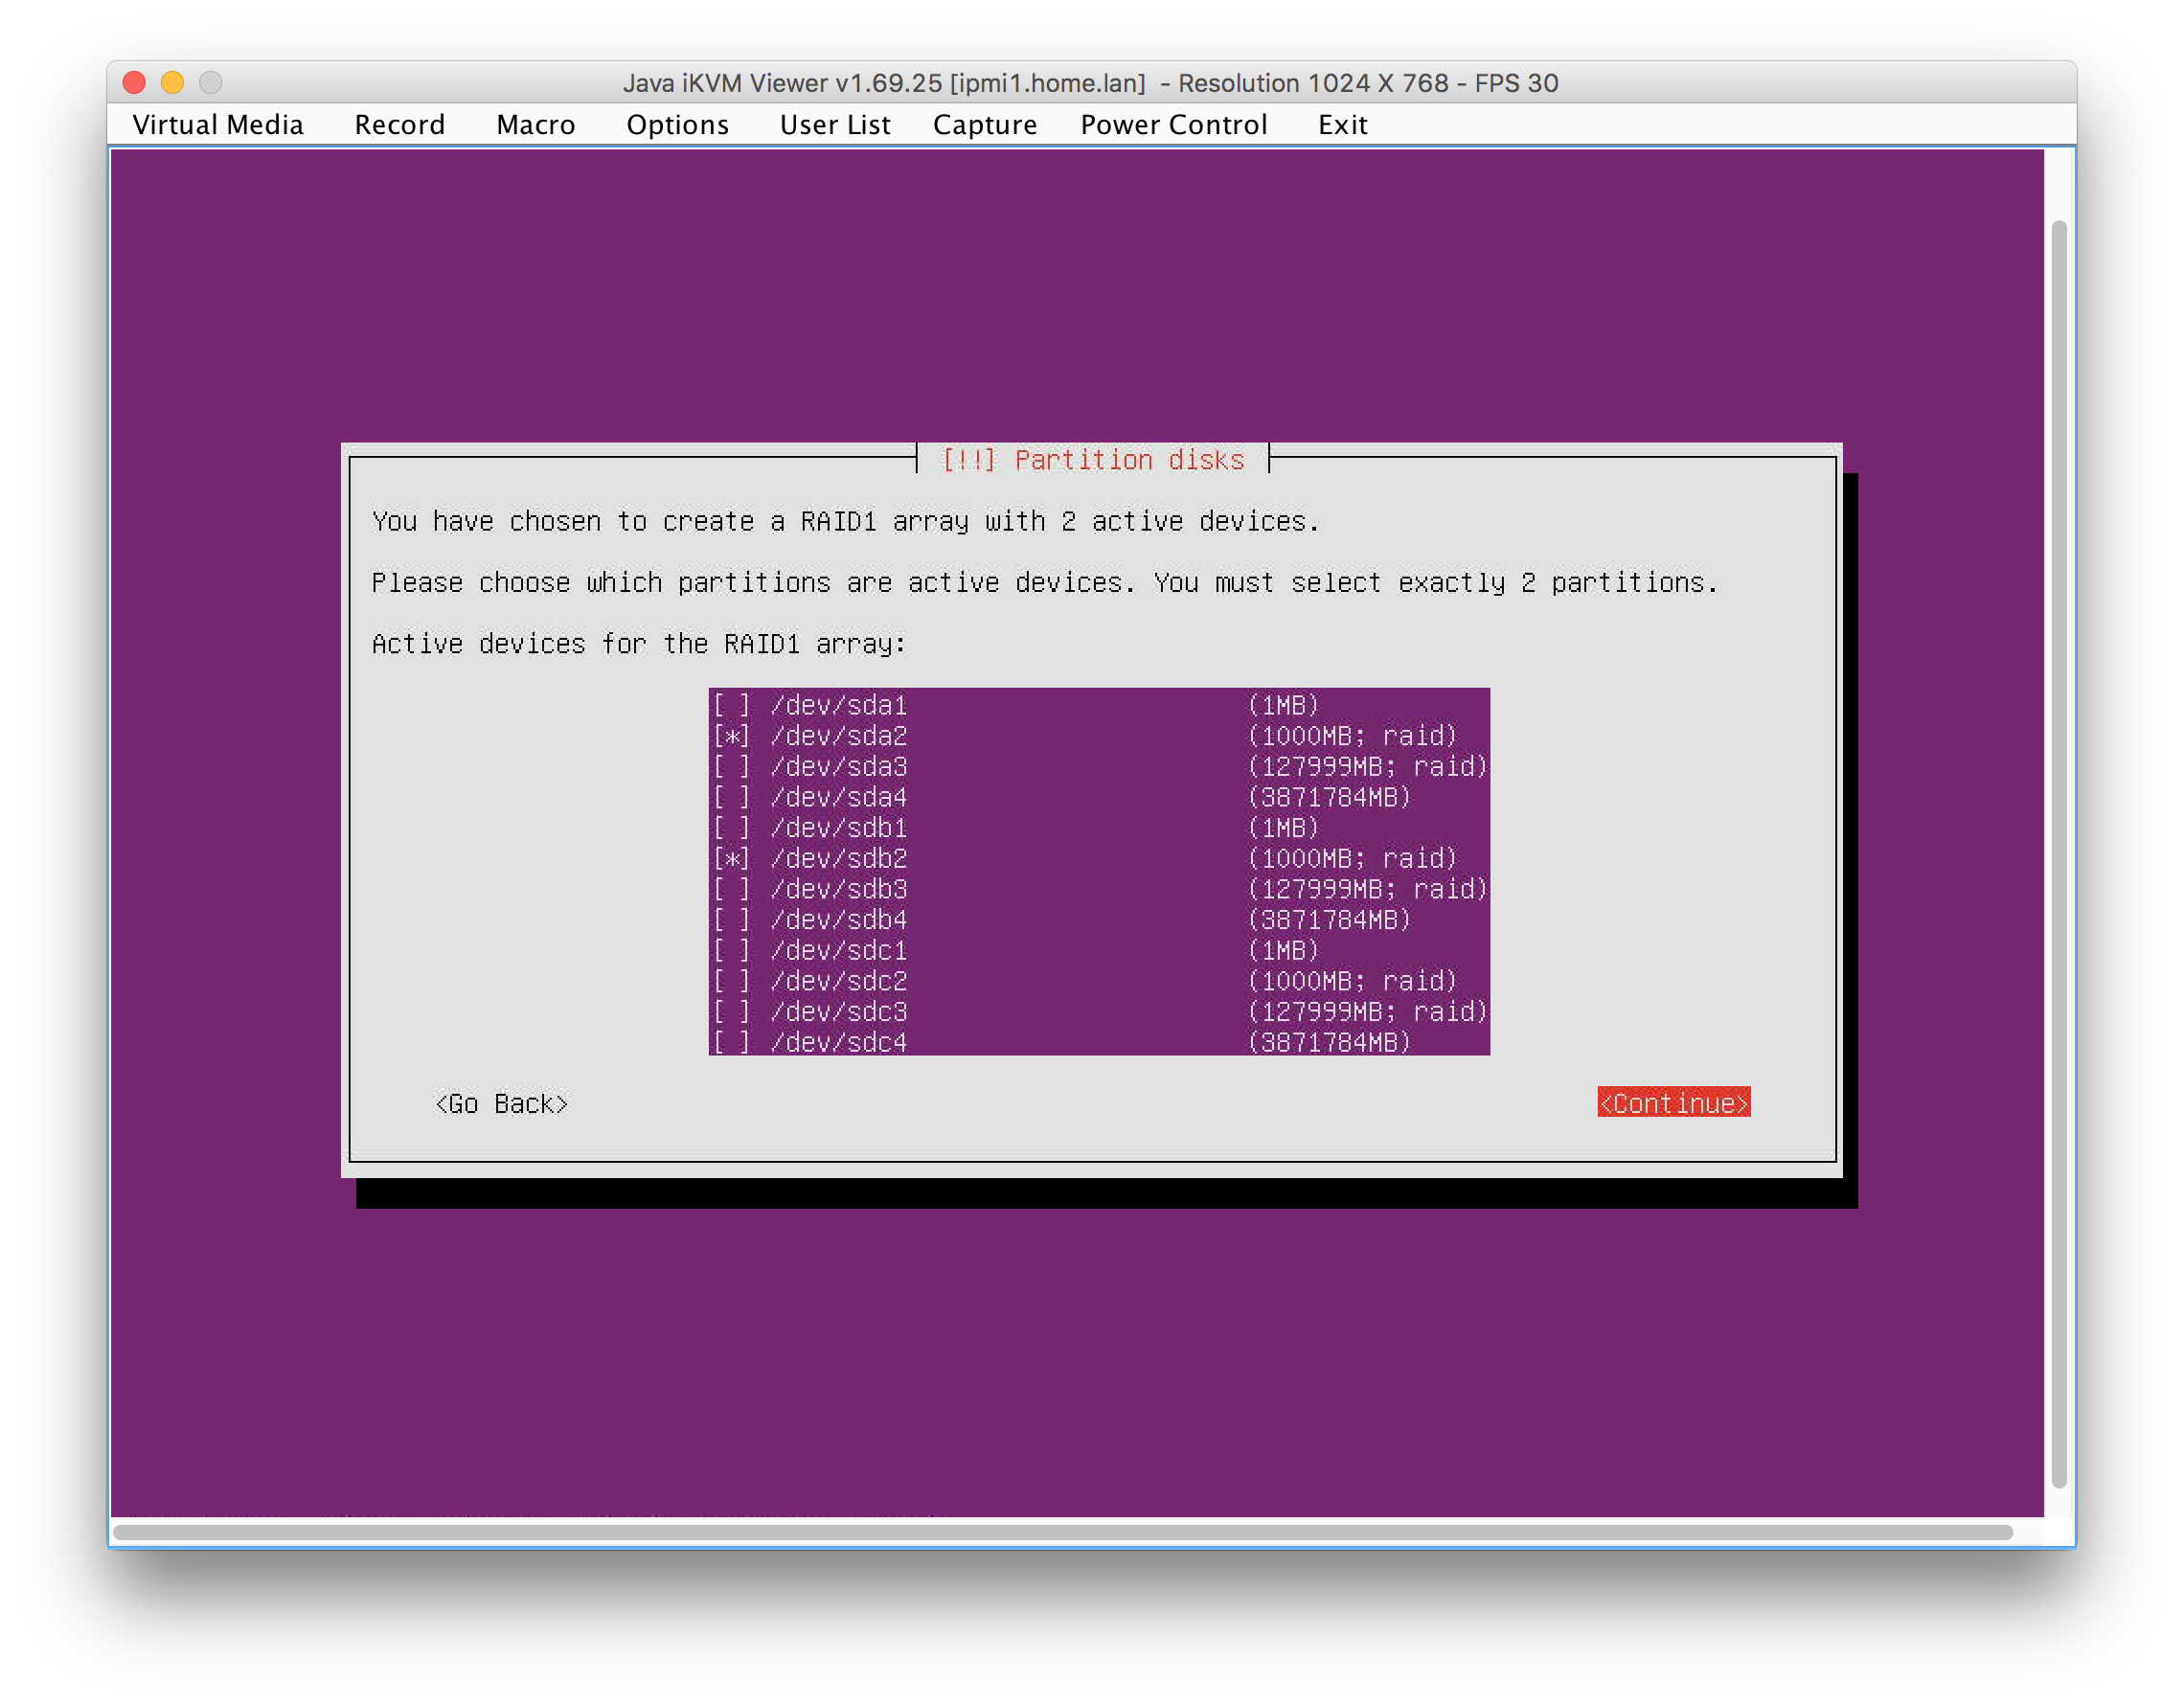 Java iKVM Viewer v1.69.25 [ipmi1.home.lan]  - Resolution 1024 X 768 - FPS 30
Virtual Media Record Macro Options User List Capture Power Control Exit
[!!] Partition disks
You have chosen to create a RAID1 array with 2 active devices.
Please choose which partitions are active devices. You must select exactly 2 partitions.
Active devices for the RAID1 array:
[ ] /dev/sda1 (1MB)
[*] /dev/sda2 (1000MB; raid)
[ ] /dev/sda3 (127999MB; raid)
[ ] /dev/sda4 (3871784MB)
[ ] /dev/sdb1 (1MB)
[*] /dev/sdb2 (1000MB; raid)
[ ] /dev/sdb3 (127999MB; raid)
[ ] /dev/sdb4 (3871784MB)
[ ] /dev/sdc1 (1MB)
[ ] /dev/sdc2 (1000MB; raid)
[ ] /dev/sdc3 (127999MB; raid)
[ ] /dev/sdc4 (3871784MB)
<Go Back> <Continue>